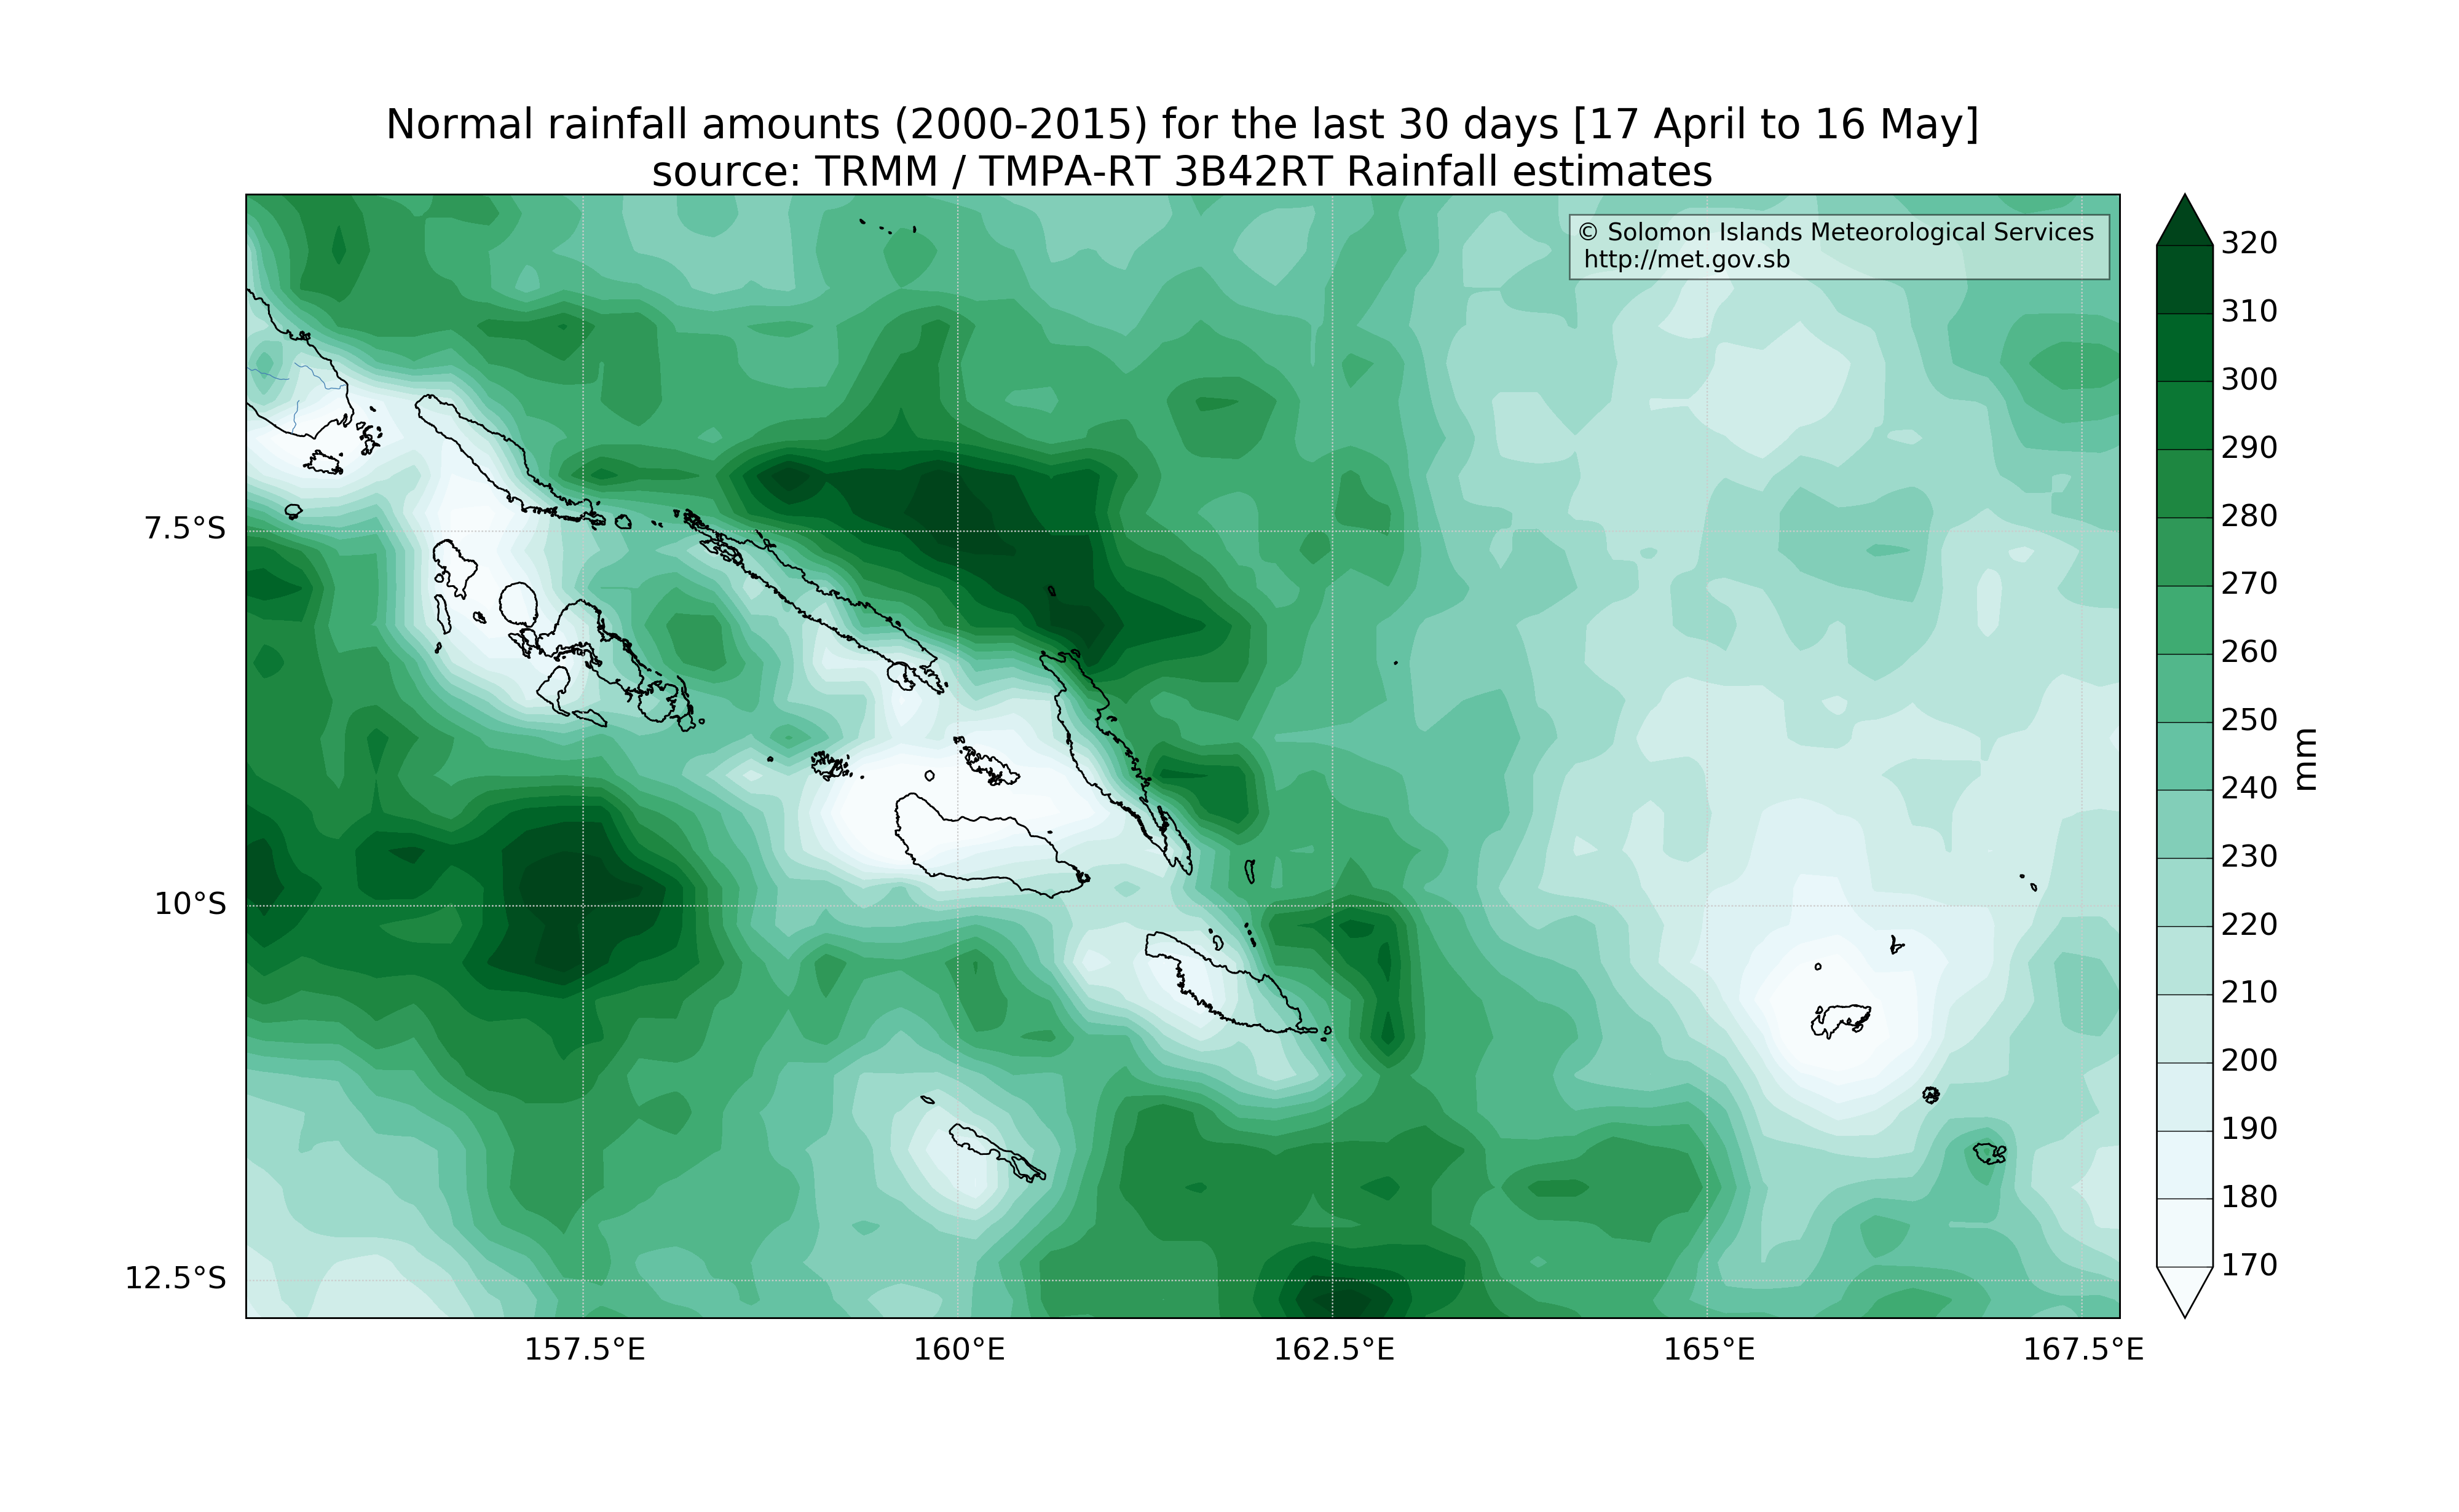 Normal rainfall amounts (2000-2015) for the last 30 days [17 April to 16 May]
source: TRMM / TMPA-RT 3B42RT Rainfall estimates
© Solomon Islands Meteorological Services
http://met.gov.sb
320
310
300
290
280
270
260
250
240
230
220
210
200
190
180
170
mm
7.5°S
10°S
12.5°S
157.5°E
160°E
162.5°E
165°E
167.5°E